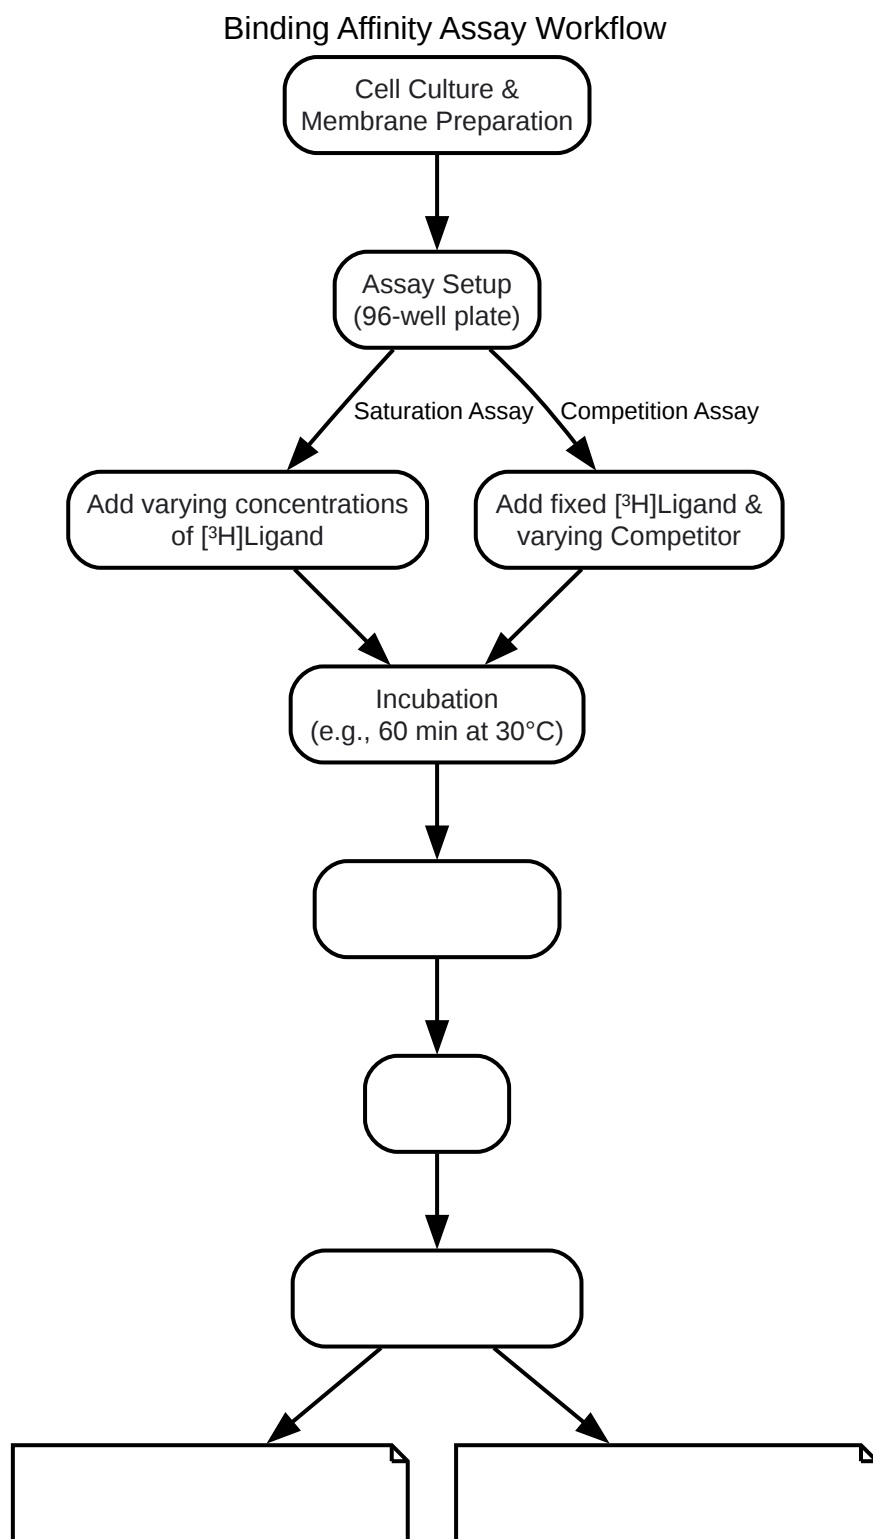 Binding Affinity Assay Workflow
Cell Culture &
Membrane Preparation
Assay Setup
(96-well plate)
Saturation Assay
Competition Assay
Add varying concentrations
of [³H]Ligand
Add fixed [³H]Ligand &
varying Competitor
Incubation
(e.g., 60 min at 30°C)